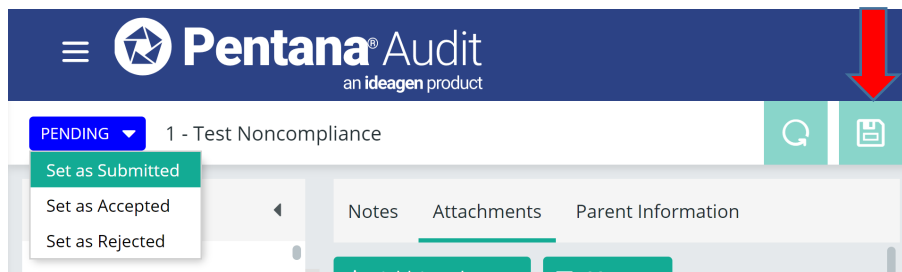 Pentana® Audit
an ideagen product
PENDING 1 - Test Noncompliance
Set as Submitted
Set as Accepted
Set as Rejected
Notes Attachments Parent Information